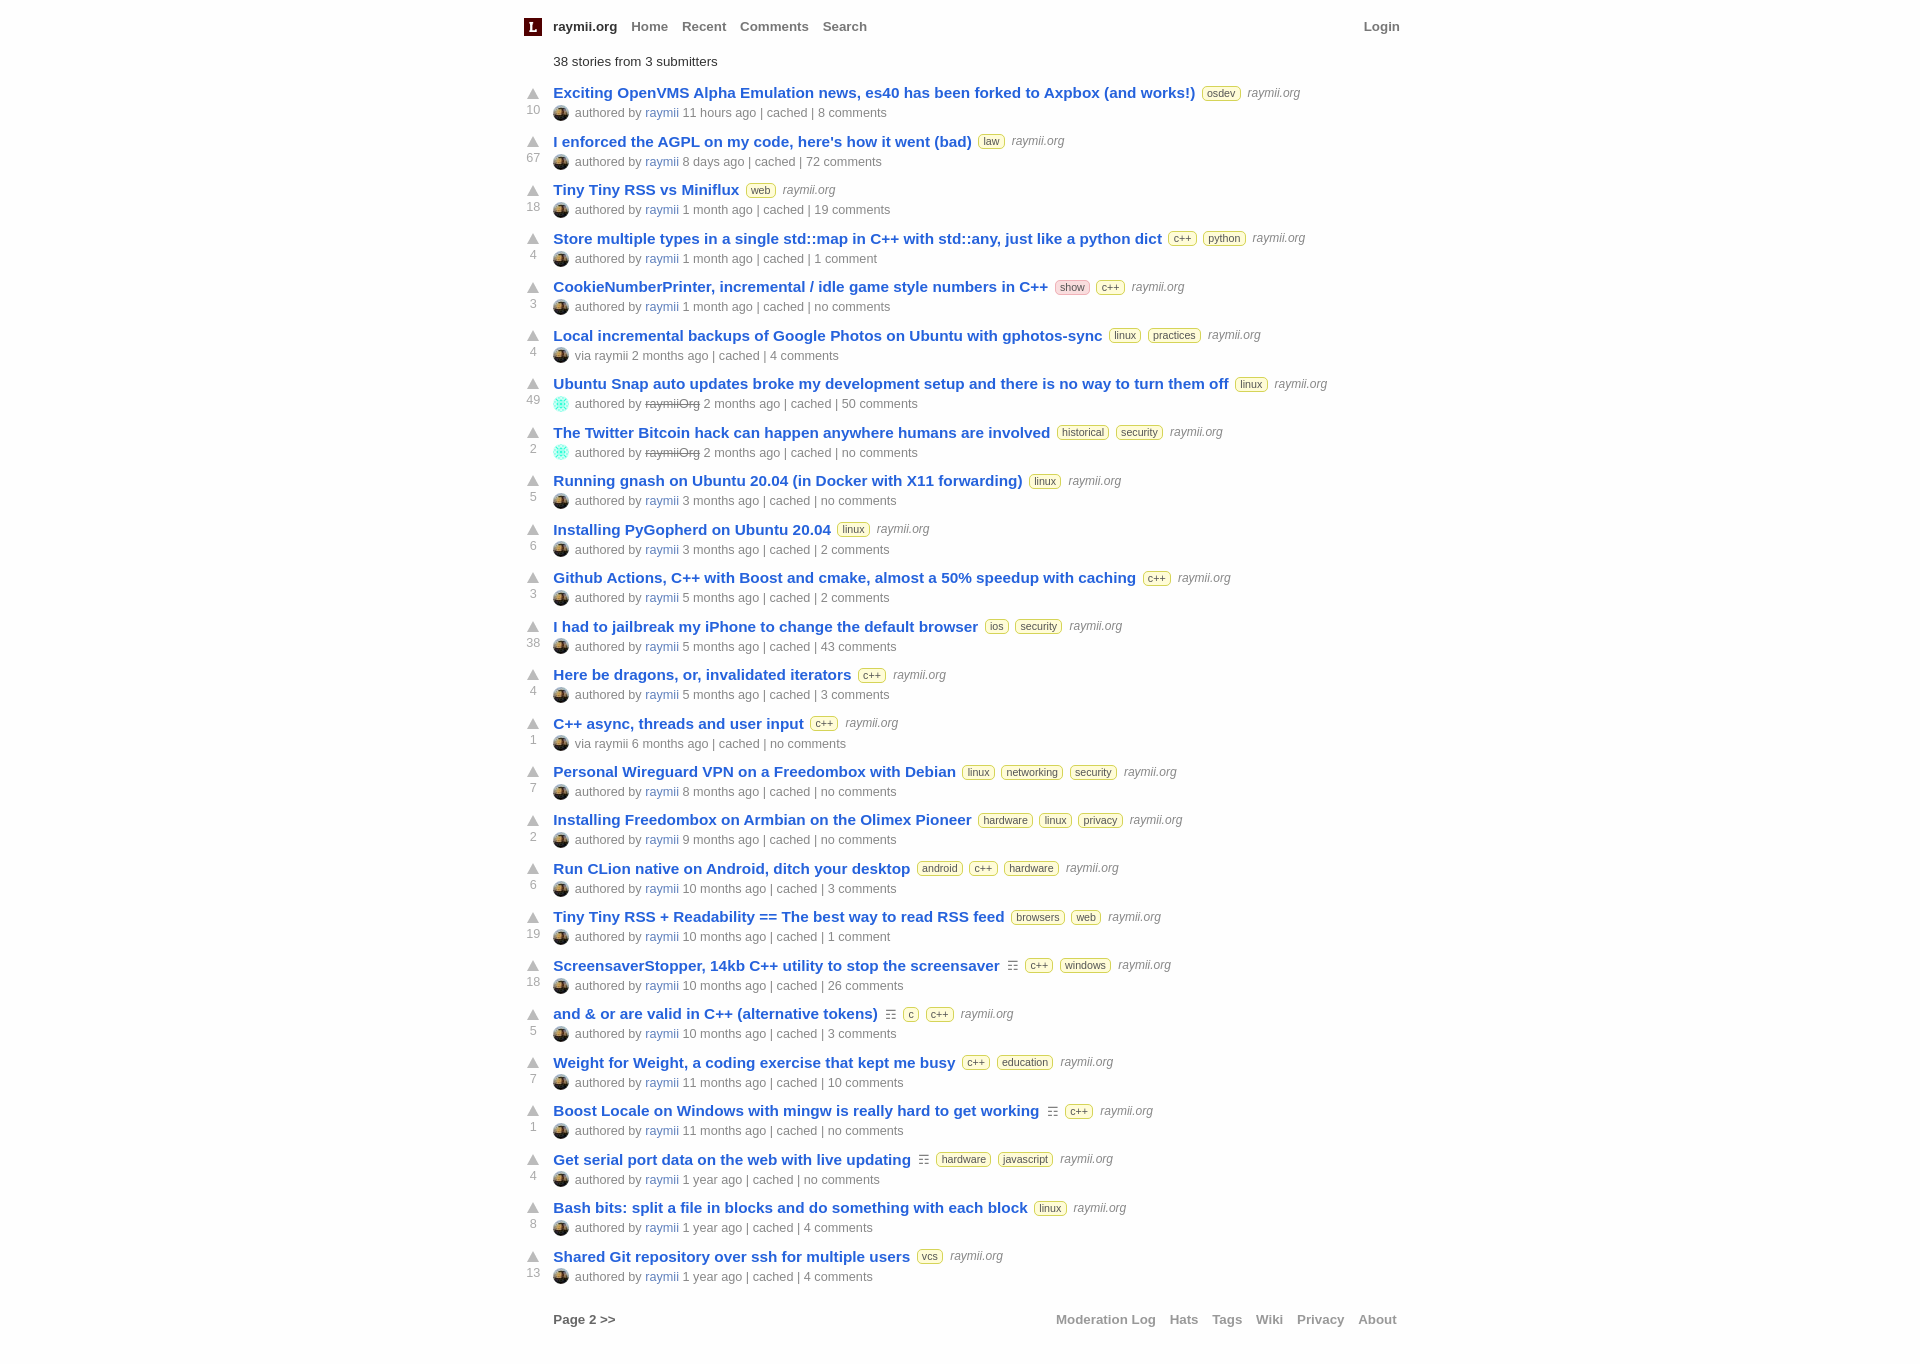 L raymii.org Home Recent Comments Search Login
38 stories from 3 submitters
Exciting OpenVMS Alpha Emulation news, es40 has been forked to Axpbox (and works!) osdev raymii.org
10 authored by raymii 11 hours ago | cached | 8 comments
I enforced the AGPL on my code, here's how it went (bad) law raymii.org
67 authored by raymii 8 days ago | cached | 72 comments
Tiny Tiny RSS vs Miniflux web raymii.org
18 authored by raymii 1 month ago | cached | 19 comments
Store multiple types in a single std::map in C++ with std::any, just like a python dict c++ python raymii.org
4 authored by raymii 1 month ago | cached | 1 comment
CookieNumberPrinter, incremental / idle game style numbers in C++ show c++ raymii.org
3 authored by raymii 1 month ago | cached | no comments
Local incremental backups of Google Photos on Ubuntu with gphotos-sync linux practices raymii.org
4 via raymii 2 months ago | cached | 4 comments
Ubuntu Snap auto updates broke my development setup and there is no way to turn them off linux raymii.org
49 authored by raymiiOrg 2 months ago | cached | 50 comments
The Twitter Bitcoin hack can happen anywhere humans are involved historical security raymii.org
2 authored by raymiiOrg 2 months ago | cached | no comments
Running gnash on Ubuntu 20.04 (in Docker with X11 forwarding) linux raymii.org
5 authored by raymii 3 months ago | cached | no comments
Installing PyGopherd on Ubuntu 20.04 linux raymii.org
6 authored by raymii 3 months ago | cached | 2 comments
Github Actions, C++ with Boost and cmake, almost a 50% speedup with caching c++ raymii.org
3 authored by raymii 5 months ago | cached | 2 comments
I had to jailbreak my iPhone to change the default browser ios security raymii.org
38 authored by raymii 5 months ago | cached | 43 comments
Here be dragons, or, invalidated iterators c++ raymii.org
4 authored by raymii 5 months ago | cached | 3 comments
C++ async, threads and user input c++ raymii.org
1 via raymii 6 months ago | cached | no comments
Personal Wireguard VPN on a Freedombox with Debian linux networking security raymii.org
7 authored by raymii 8 months ago | cached | no comments
Installing Freedombox on Armbian on the Olimex Pioneer hardware linux privacy raymii.org
2 authored by raymii 9 months ago | cached | no comments
Run CLion native on Android, ditch your desktop android c++ hardware raymii.org
6 authored by raymii 10 months ago | cached | 3 comments
Tiny Tiny RSS + Readability == The best way to read RSS feed browsers web raymii.org
19 authored by raymii 10 months ago | cached | 1 comment
ScreensaverStopper, 14kb C++ utility to stop the screensaver ☶ c++ windows raymii.org
18 authored by raymii 10 months ago | cached | 26 comments
and & or are valid in C++ (alternative tokens) ☶ c c++ raymii.org
5 authored by raymii 10 months ago | cached | 3 comments
Weight for Weight, a coding exercise that kept me busy c++ education raymii.org
7 authored by raymii 11 months ago | cached | 10 comments
Boost Locale on Windows with mingw is really hard to get working ☶ c++ raymii.org
1 authored by raymii 11 months ago | cached | no comments
Get serial port data on the web with live updating ☶ hardware javascript raymii.org
4 authored by raymii 1 year ago | cached | no comments
Bash bits: split a file in blocks and do something with each block linux raymii.org
8 authored by raymii 1 year ago | cached | 4 comments
Shared Git repository over ssh for multiple users vcs raymii.org
13 authored by raymii 1 year ago | cached | 4 comments
Page 2 >> Moderation Log Hats Tags Wiki Privacy About